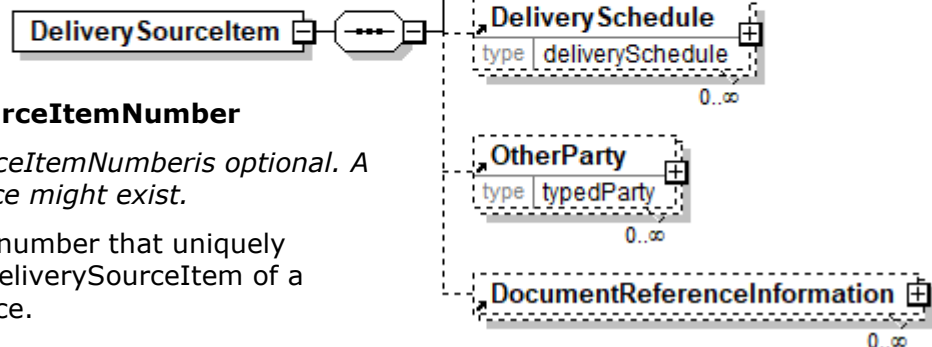 DeliverySourceItem
DeliverySchedule
type deliverySchedule
0..∞
rceItemNumber
ceItemNumberis optional. A
ce might exist.
number that uniquely
eliverySourceItem of a
ce.
OtherParty
type typedParty
0..∞
DocumentReferenceInformation
0..∞